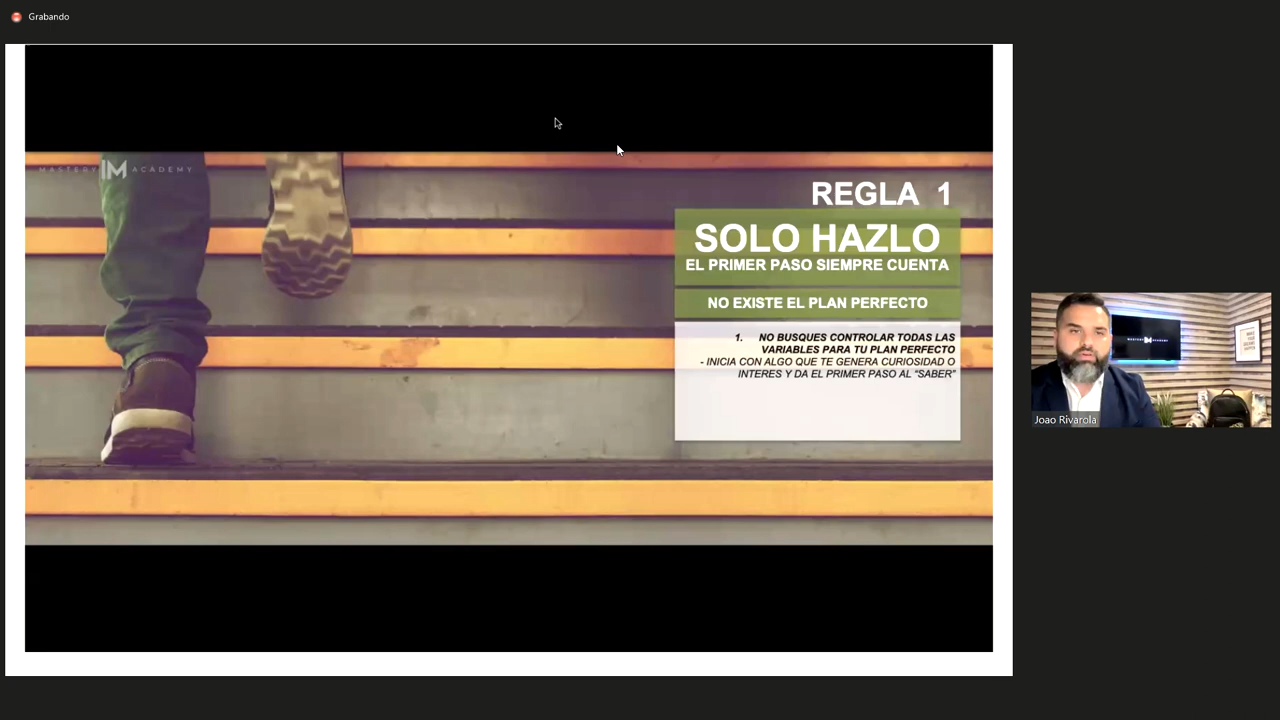 Grabando
MASTERY M ACADEMY
REGLA 1
SOLO HAZLO
EL PRIMER PASO SIEMPRE CUENTA
NO EXISTE EL PLAN PERFECTO
1. NO BUSQUES CONTROLAR TODAS LAS
VARIABLES PARA TU PLAN PERFECTO
- INICIA CON ALGO QUE TE GENERA CURIOSIDAD O
INTERES Y DA EL PRIMER PASO AL “SABER”
MASTERY M ACADEMY
Joao Rivarola